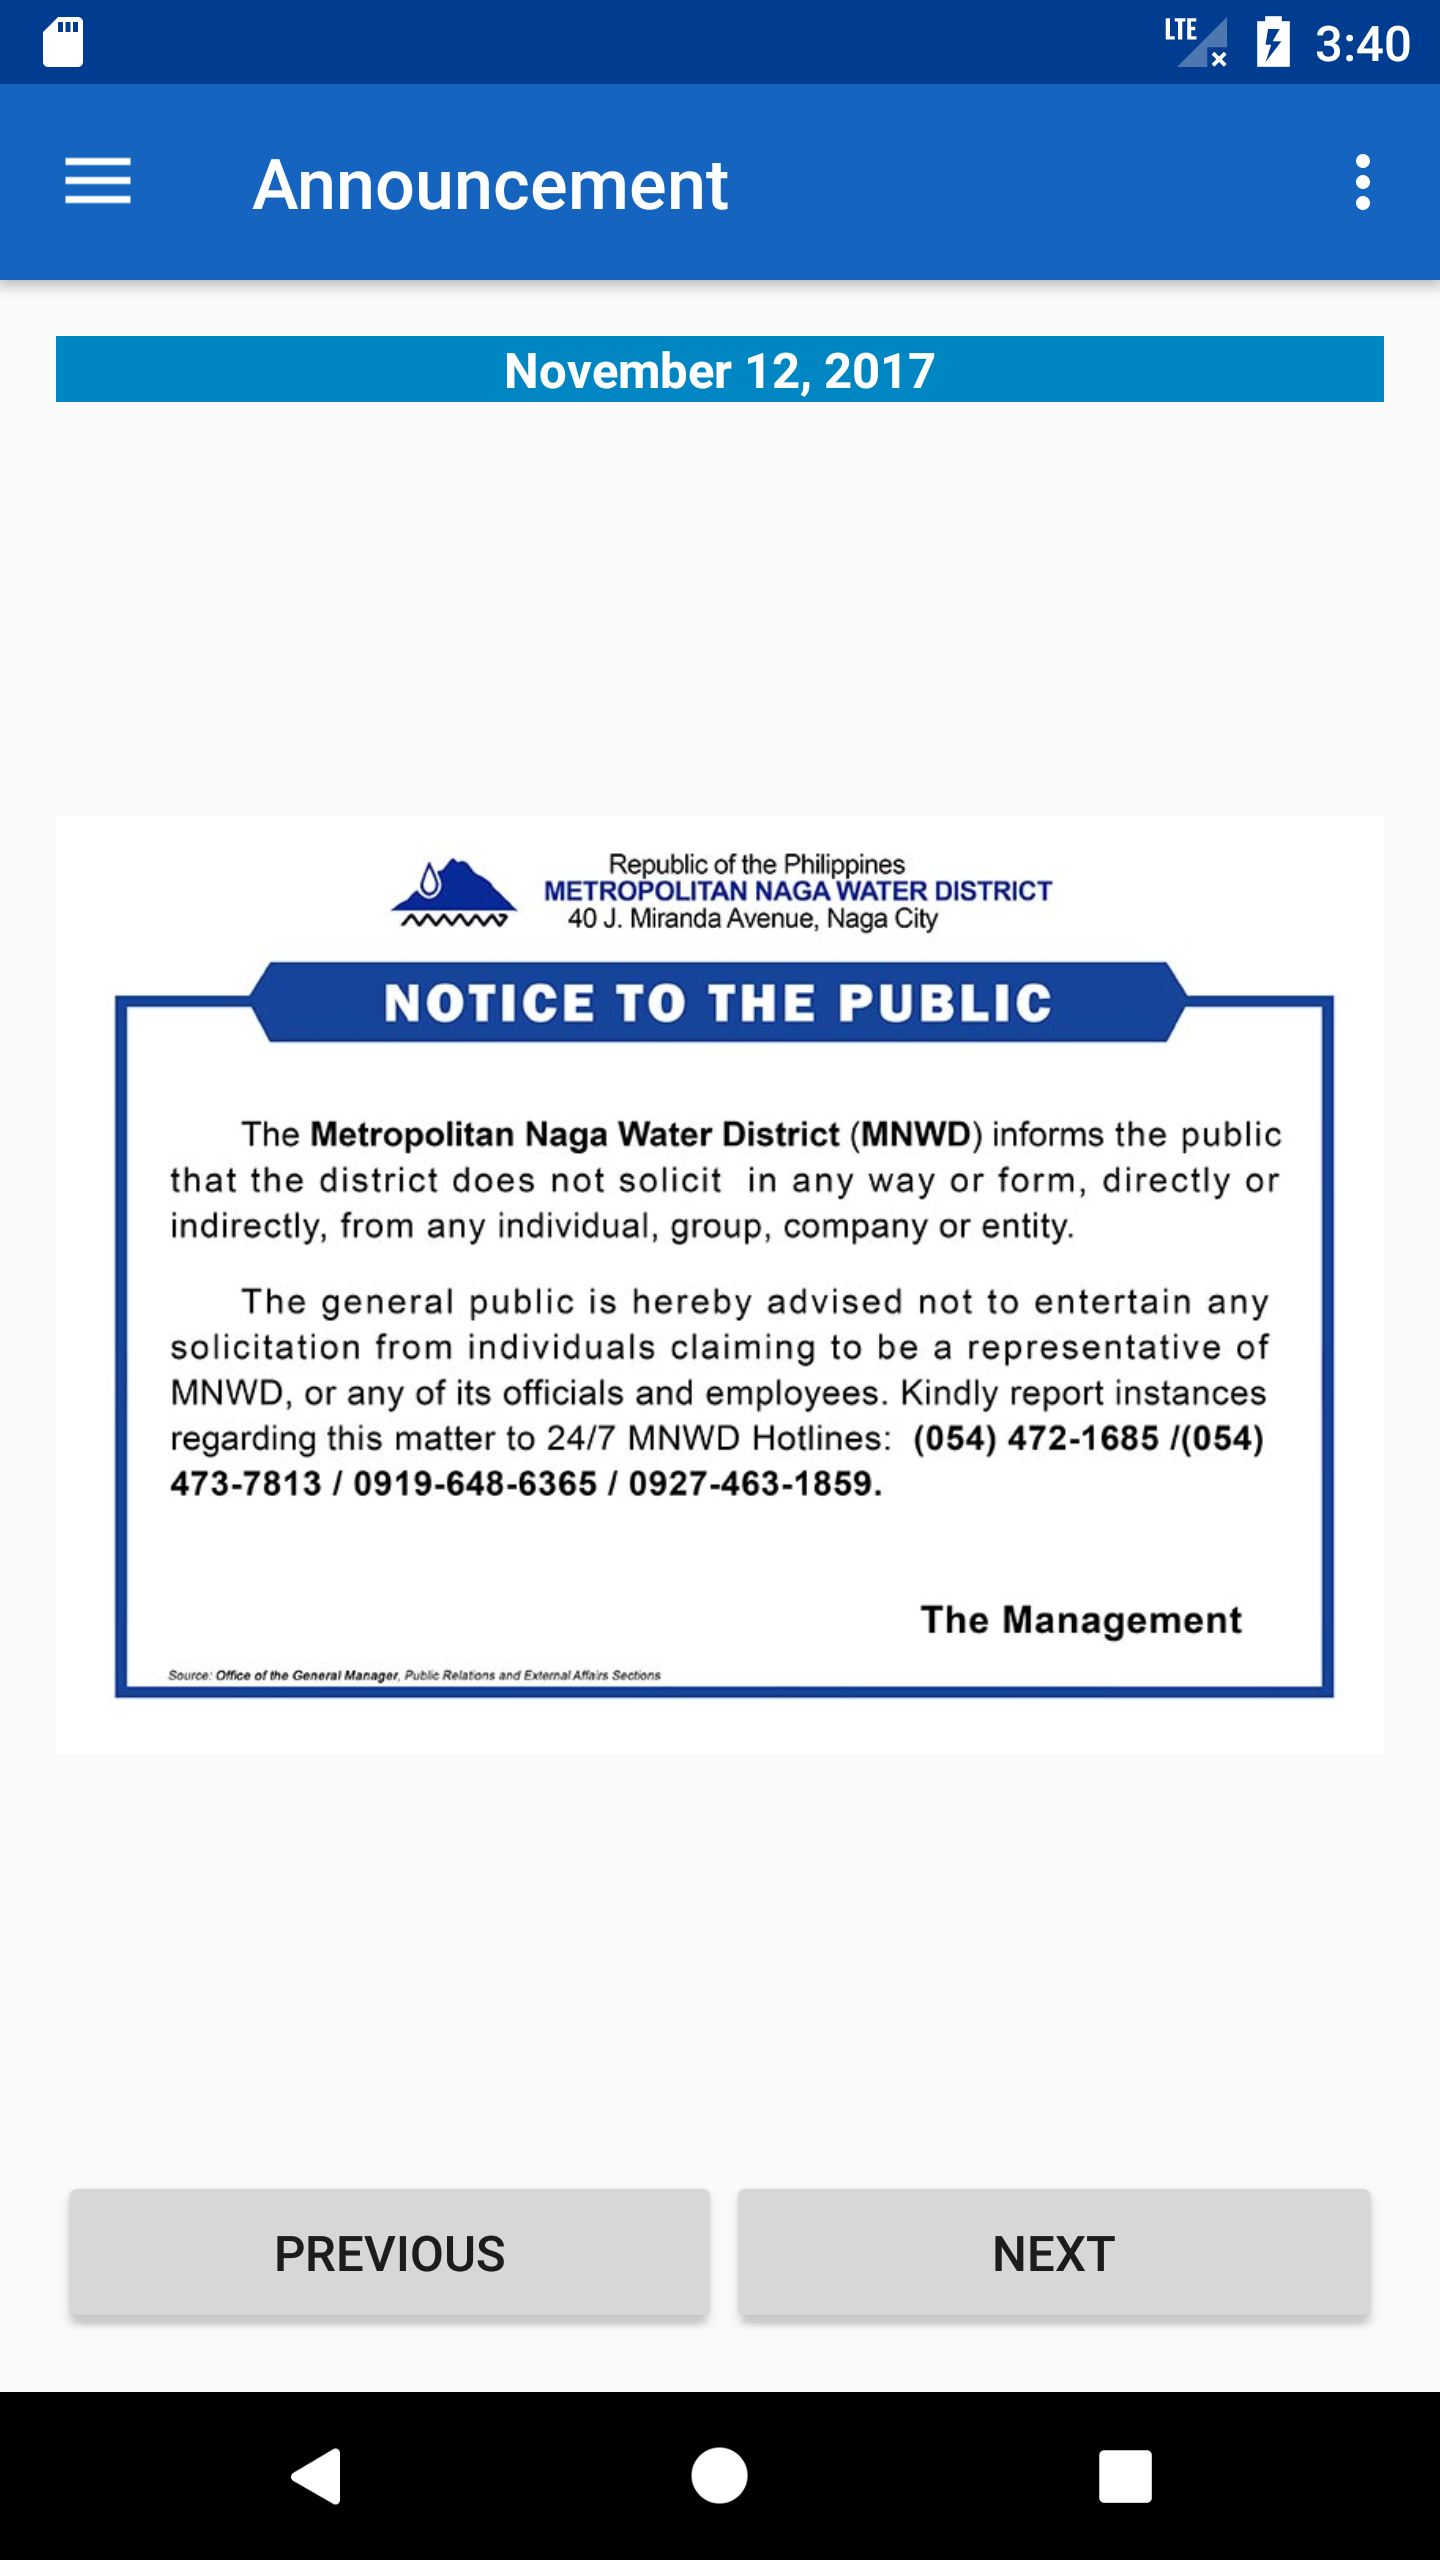 LTE 3:40
Announcement
November 12, 2017
Republic of the Philippines
METROPOLITAN NAGA WATER DISTRICT
40 J. Miranda Avenue, Naga City
NOTICE TO THE PUBLIC
The Metropolitan Naga Water District (MNWD) informs the public
that the district does not solicit in any way or form, directly or
indirectly, from any individual, group, company or entity.
The general public is hereby advised not to entertain any
solicitation from individuals claiming to be a representative of
MNWD, or any of its officials and employees. Kindly report instances
regarding this matter to 24/7 MNWD Hotlines: (054) 472-1685 /(054)
473-7813 / 0919-648-6365 / 0927-463-1859.
The Management
Source: Office of the General Manager, Public Relations and External Affairs Sections
PREVIOUS NEXT